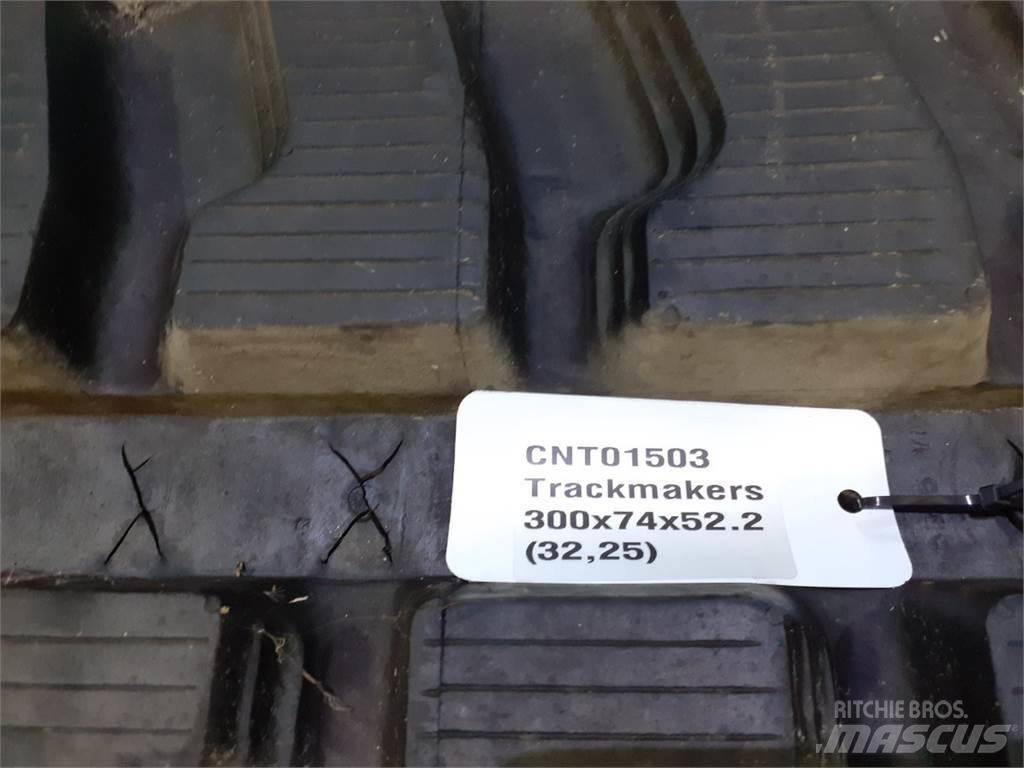 CNT01503
Trackmakers
300x74x52.2
(32,25)
RITCHIE BROS.
MASCUS